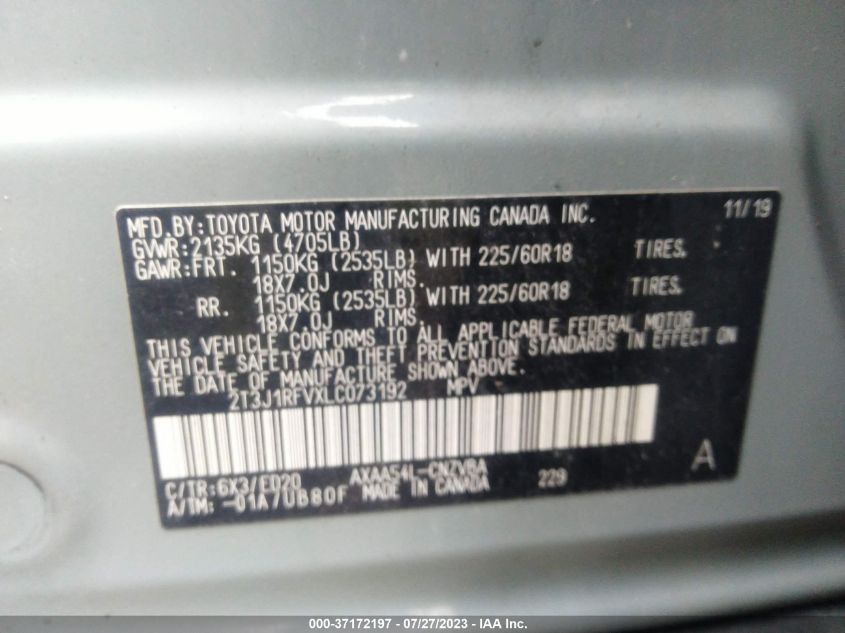 MFD.BY:TOYOTA MOTOR MANUFACTURING CANADA INC. 11/19
GVWR:2135KG (4705LB)
GAWR:FRT. 1150KG (2535LB) WITH 225/60R18 TIRES.
18X7.0J RIMS.
RR. 1150KG (2535LB) WITH 225/60R18 TIRES.
18X7.0J RIMS.
THIS VEHICLE CONFORMS TO ALL APPLICABLE FEDERAL MOTOR
VEHICLE SAFETY AND THEFT PREVENTION STANDARDS IN EFFECT ON
THE DATE OF MANUFACTURE SHOWN ABOVE.
2T3J1RFVXLC073192 MPV
A
C/TR:6X3/ED20 AXAA54L-CNZVBA 229
A/TM: -01A/UB80F MADE IN CANADA
000-37172197 - 07/27/2023 - IAA Inc.